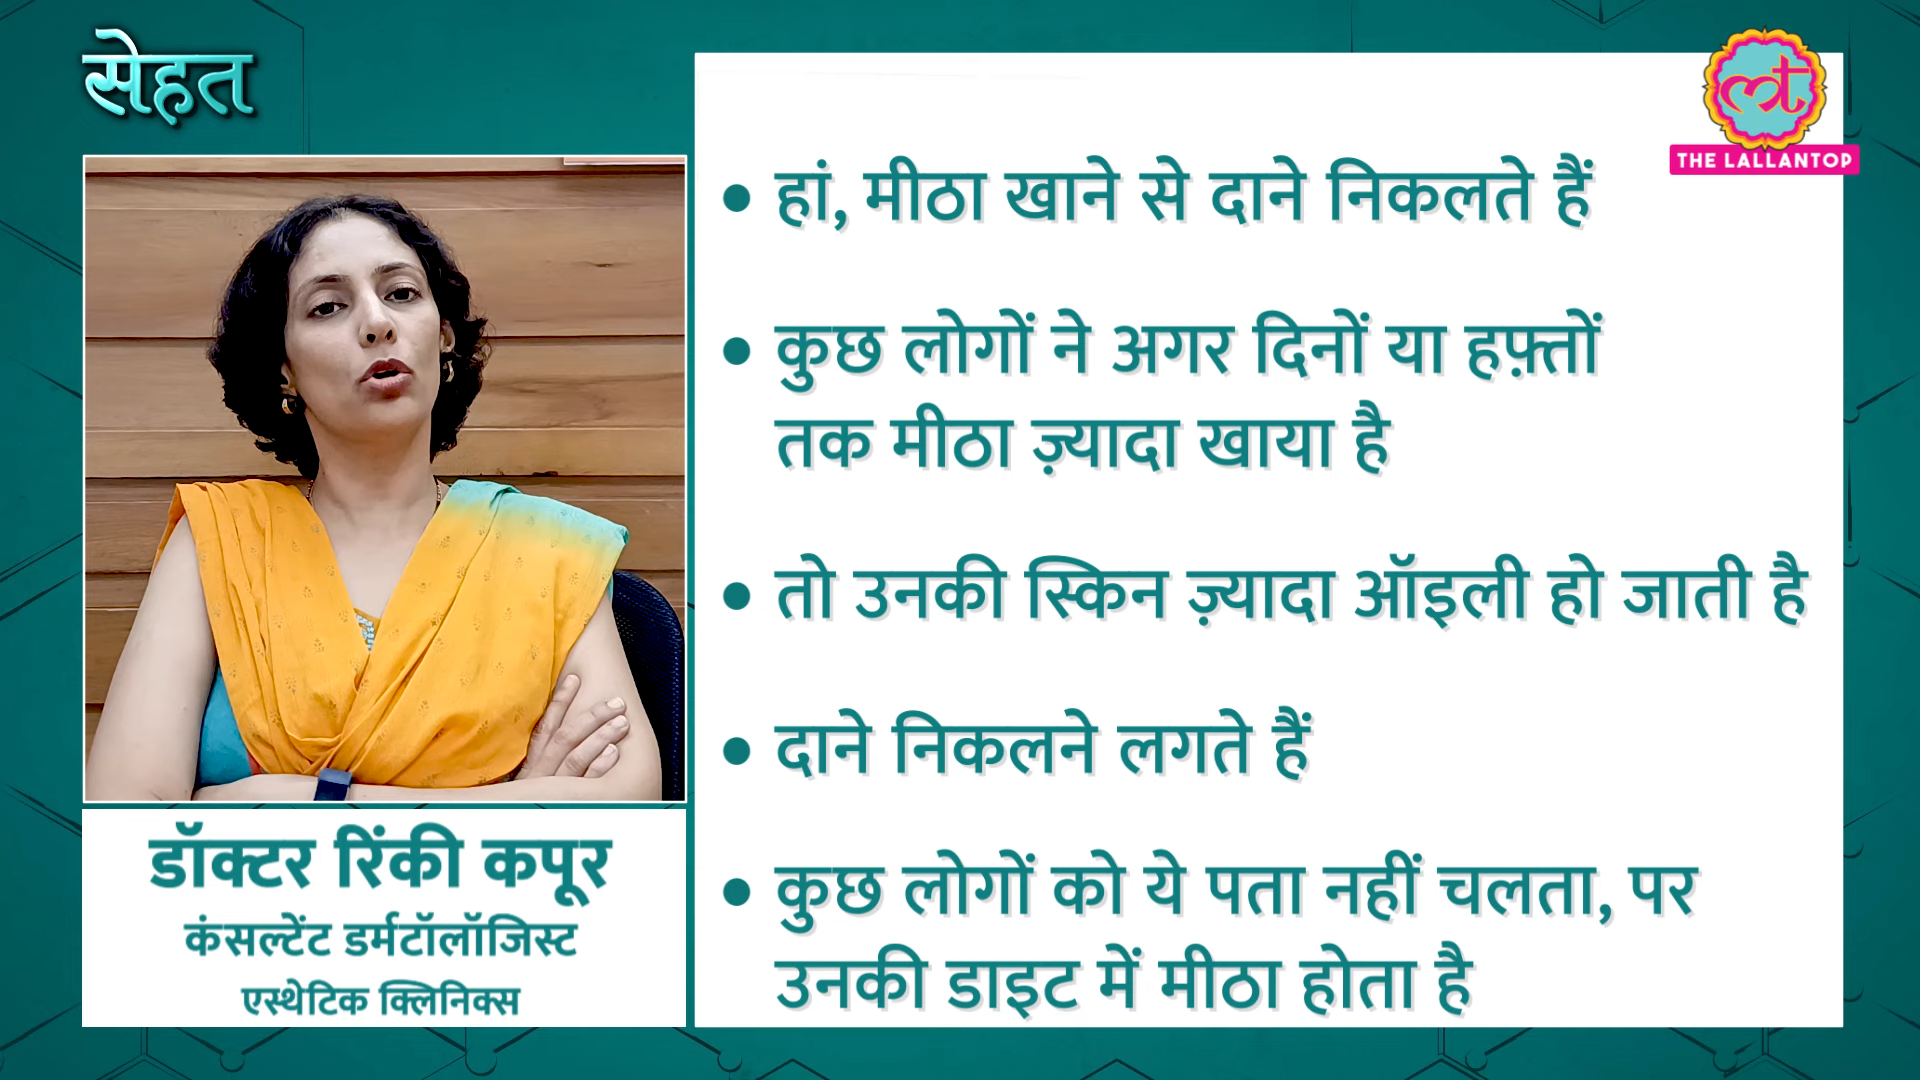 सेहत
THE LALLANTOP
• हां, मीठा खाने से दाने निकलते हैं
• कुछ लोगों ने अगर दिनों या हफ़्तों
तक मीठा ज़्यादा खाया है
• तो उनकी स्किन ज़्यादा ऑइली हो जाती है
• दाने निकलने लगते हैं
• कुछ लोगों को ये पता नहीं चलता, पर
उनकी डाइट में मीठा होता है
डॉक्टर रिंकी कपूर
कंसल्टेंट डर्मटॉलॉजिस्ट
एस्थेटिक क्लिनिक्स